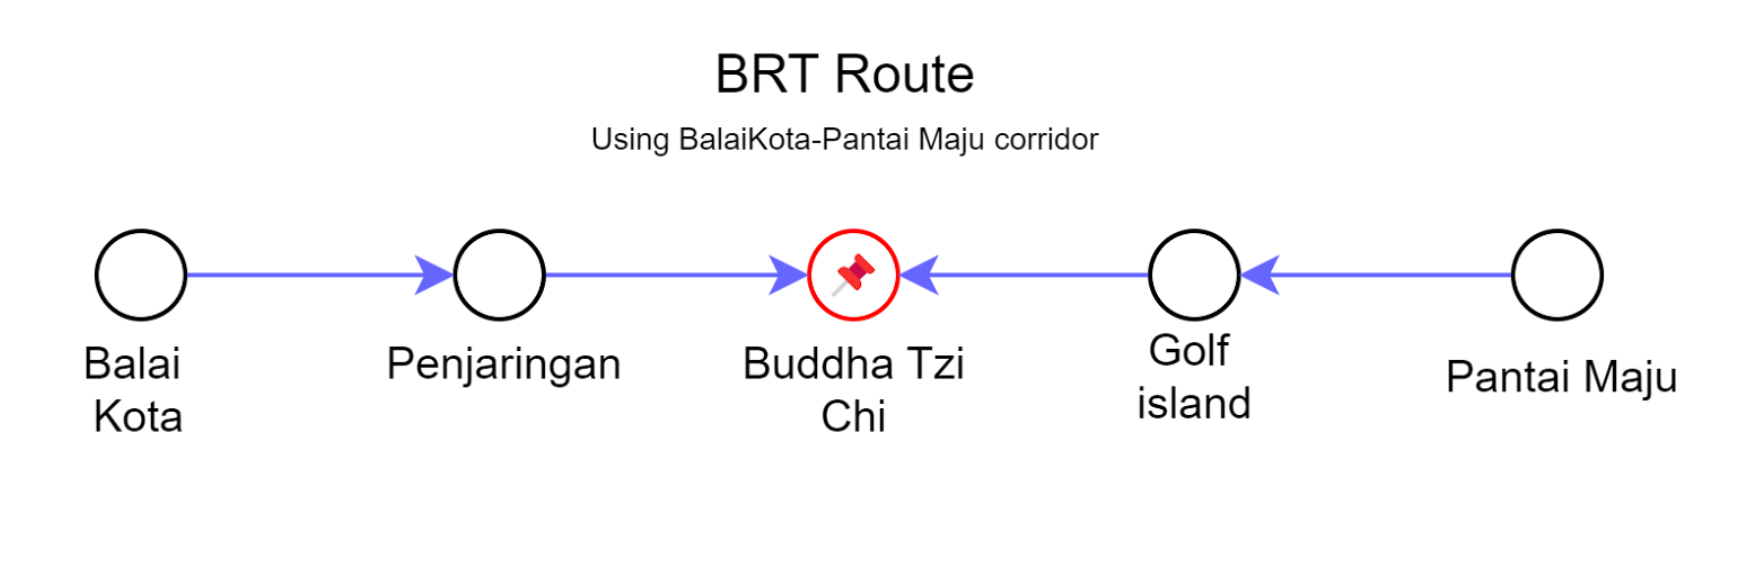 BRT Route
Using BalaiKota-Pantai Maju corridor
Balai
Kota
Penjaringan
Buddha Tzi
Chi
Golf
island
Pantai Maju